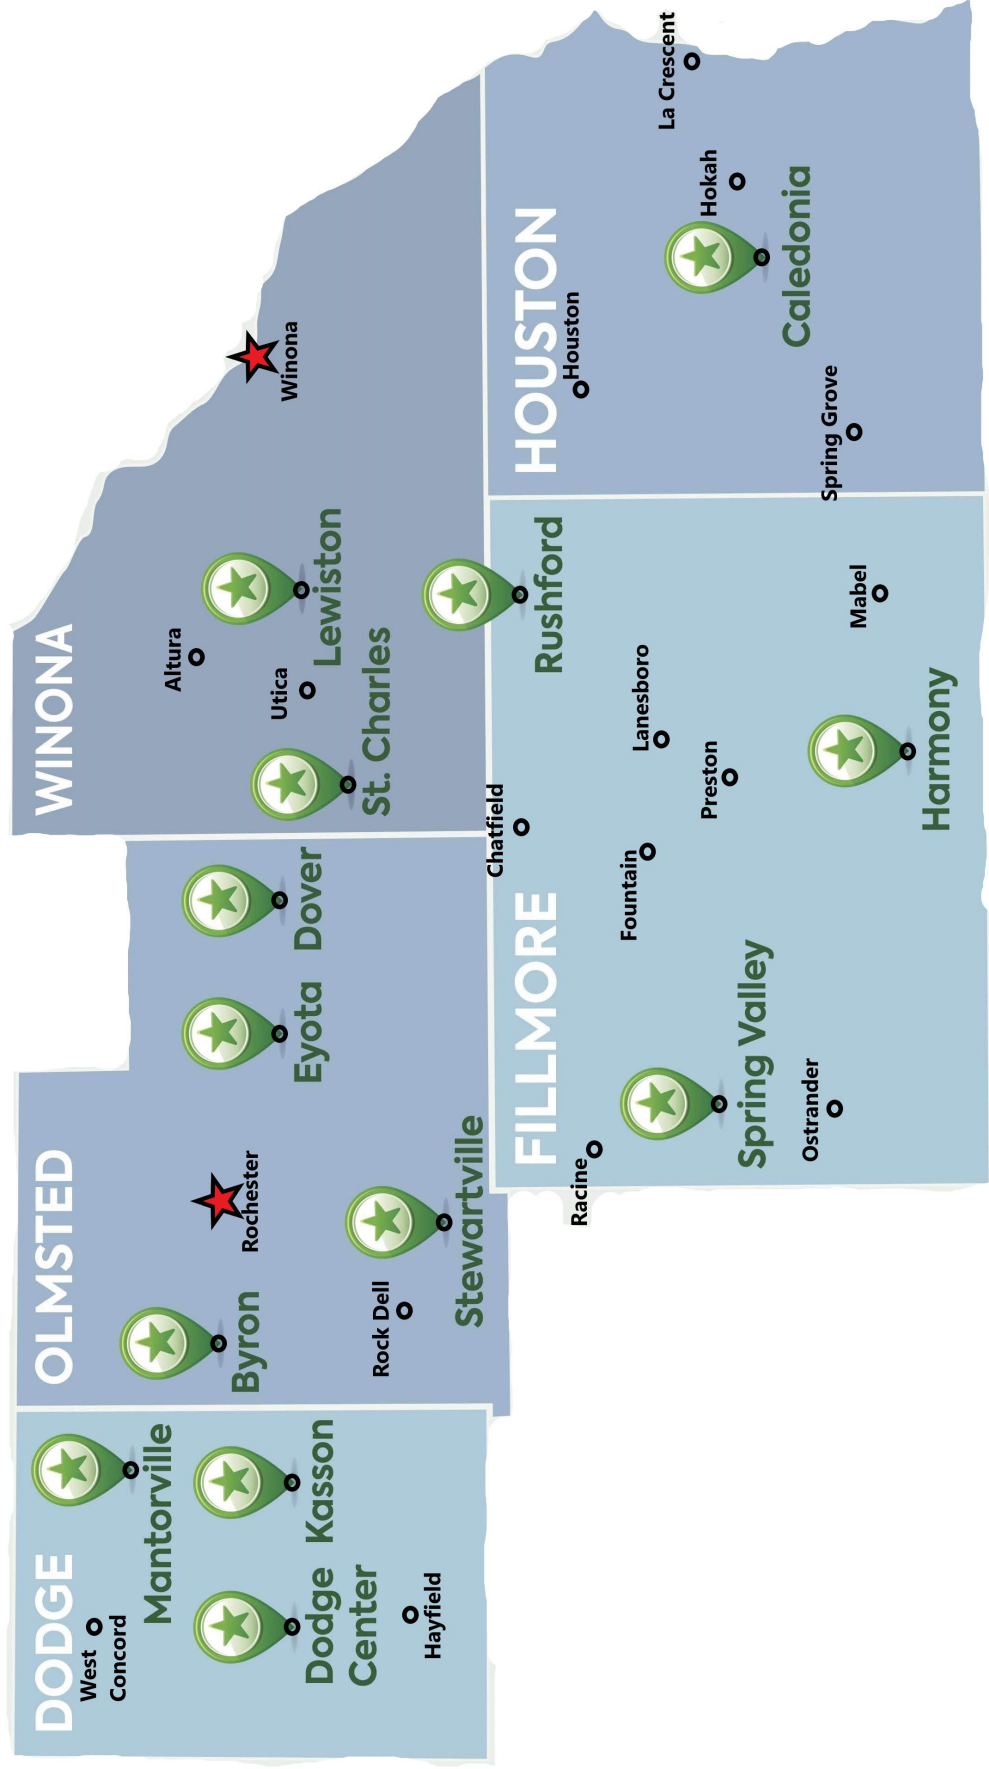 DODGE
West
Concord
Mantorville
Dodge
Center
Kasson
Hayfield
OLMSTED
Byron
Rochester
Rock Dell
Stewartville
Eyota
Dover
WINONA
Altura
Utica
Lewiston
St. Charles
Winona
FILLMORE
Chatfield
Rushford
Racine
Fountain
Lanesboro
Preston
Spring Valley
Ostrander
Mabel
Harmony
HOUSTON
Houston
La Crescent
Hokah
Caledonia
Spring Grove